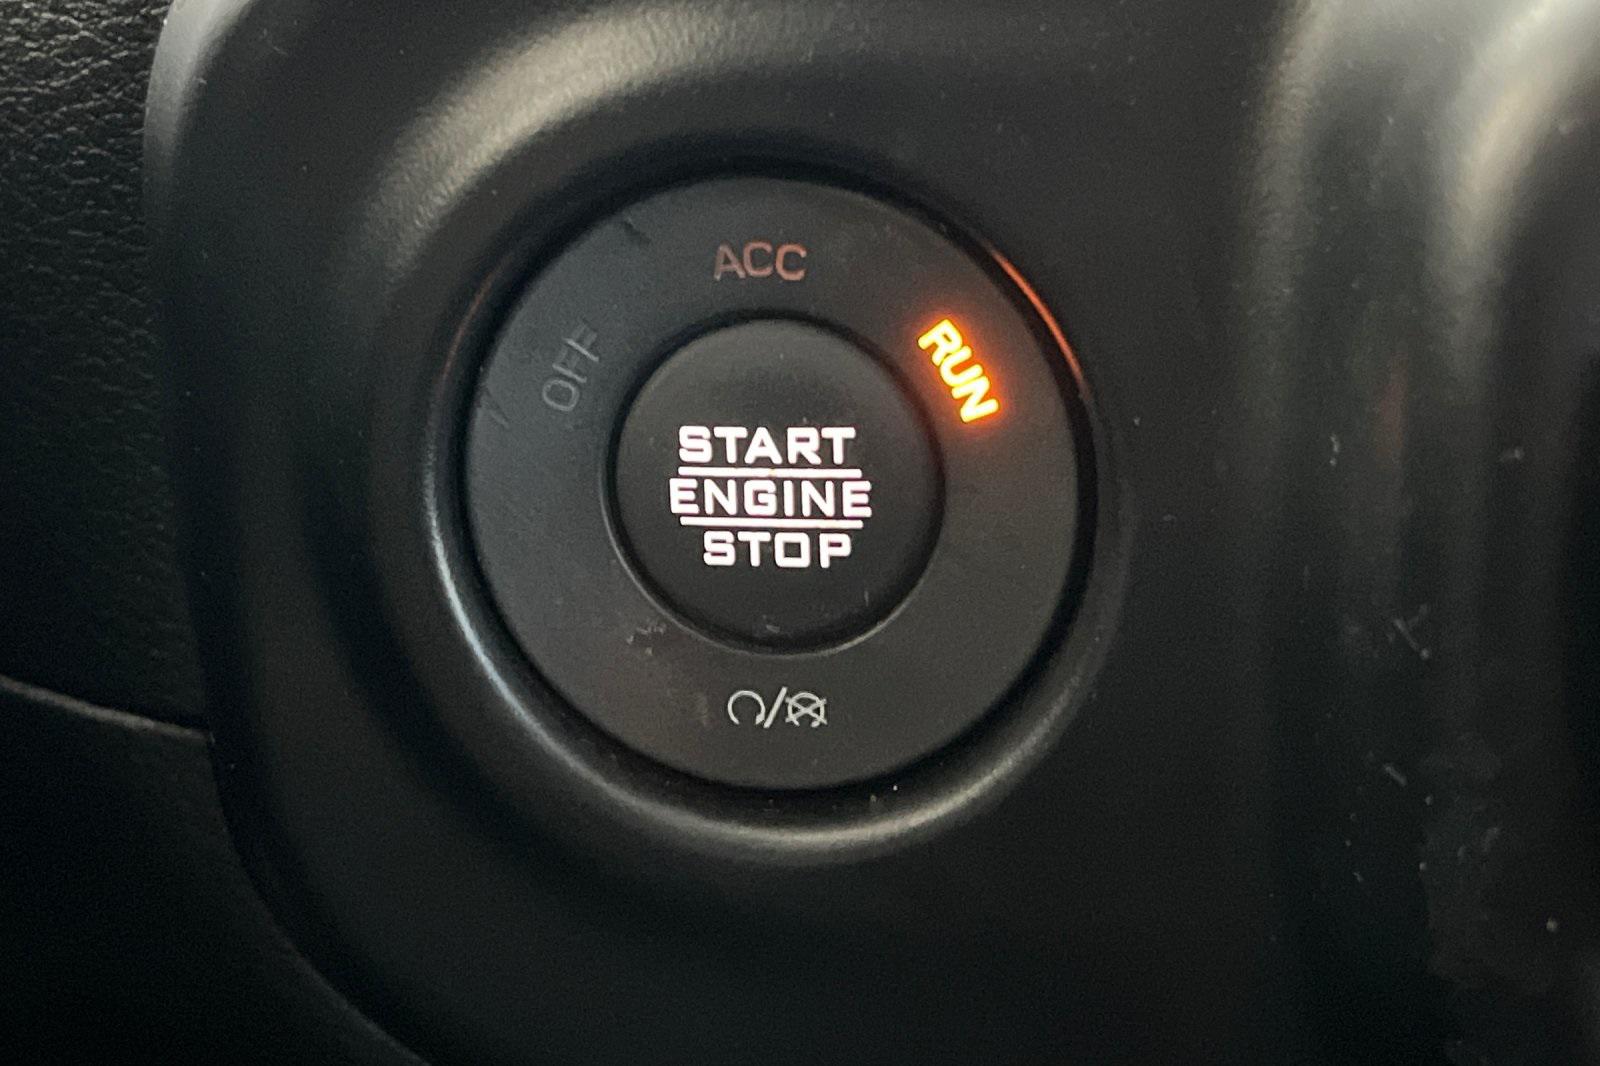 ACC
OFF
RUN
START
ENGINE
STOP